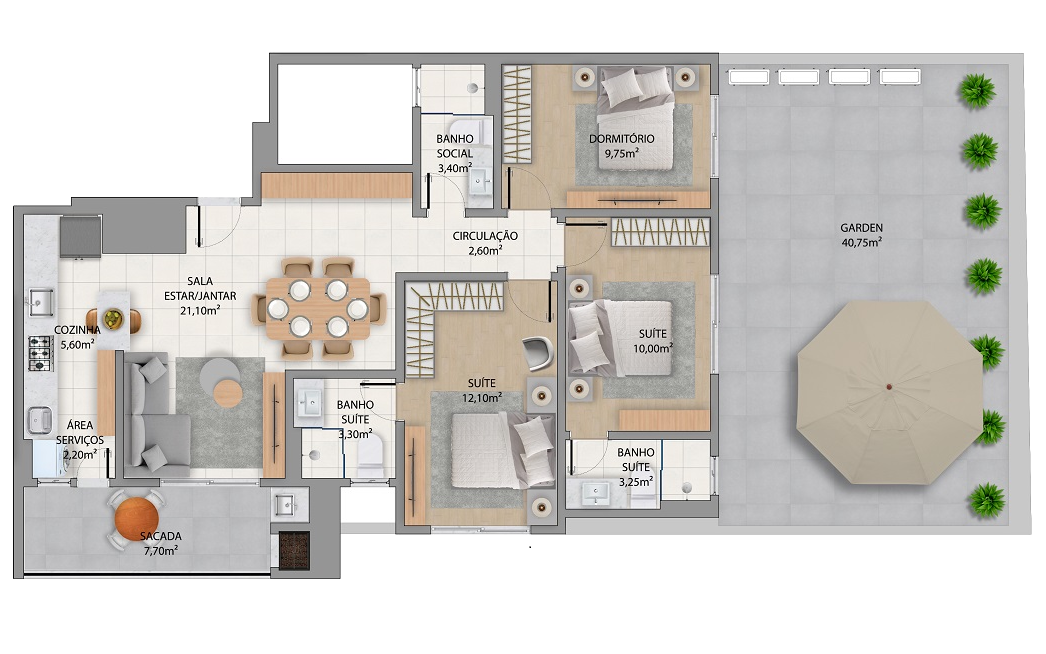 BANHO
SOCIAL
3,40m²
DORMITÓRIO
9,75m²
CIRCULAÇÃO
2,60m²
GARDEN
40,75m²
SALA
ESTAR/JANTAR
21,10m²
COZINHA
5,60m²
SUÍTE
10,00m²
SUÍTE
12,10m²
BANHO
SUÍTE
3,30m²
ÁREA
SERVIÇOS
2,20m²
BANHO
SUÍTE
3,25m²
SACADA
7,70m²